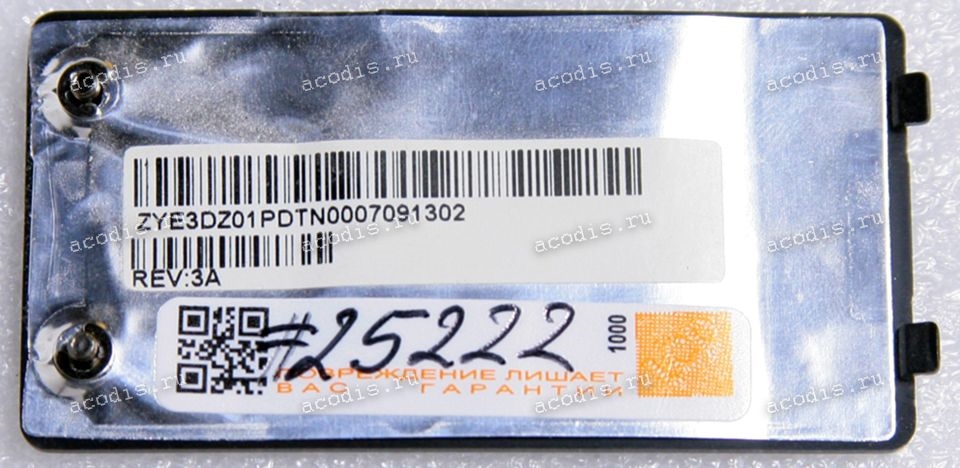 ZYE3DZ01PDTN0007091302
REV:3A
#25222
1000
ПОВРЕЖДЕНИЕ ЛИШАЕТ
ВАС ГАРАНТИИ
acodis.ru